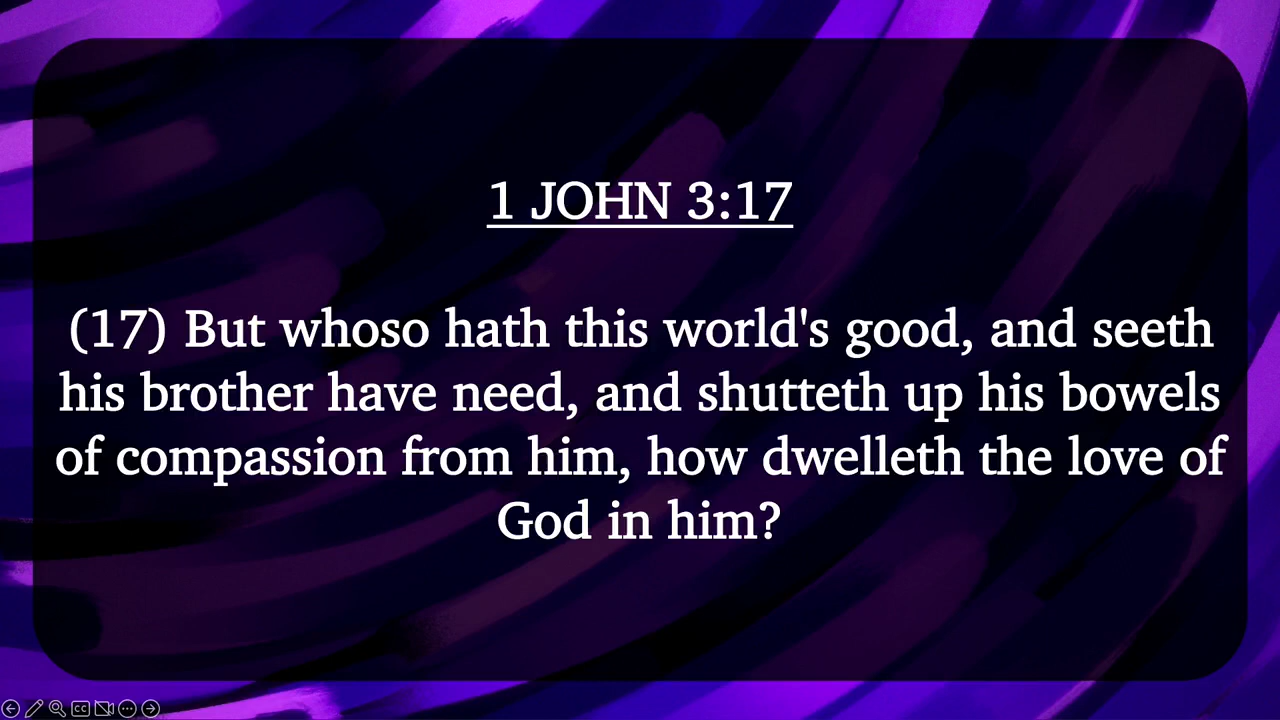 1 JOHN 3:17
(17) But whoso hath this world's good, and seeth
his brother have need, and shutteth up his bowels
of compassion from him, how dwelleth the love of
God in him?
CC